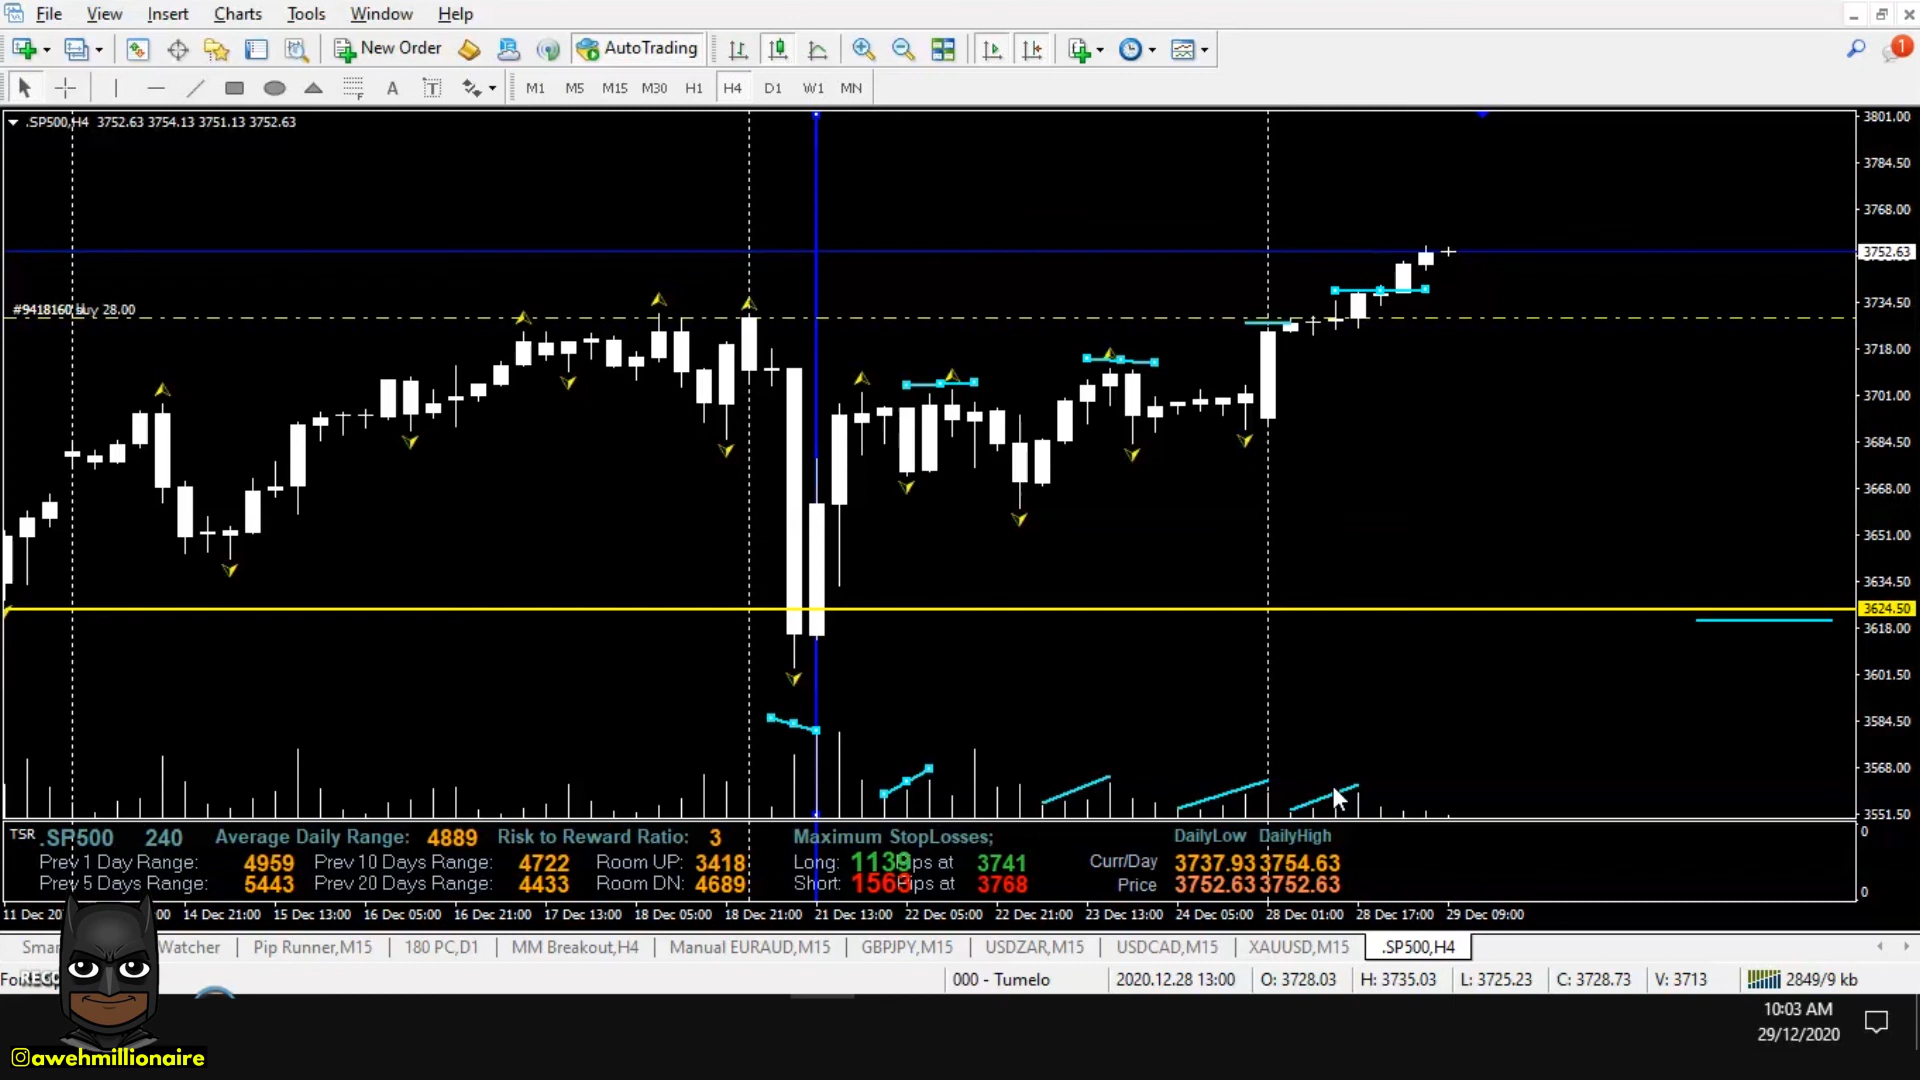 File View Insert Charts Tools Window Help
New Order AutoTrading 1
A T M1 M5 M15 M30 H1 H4 D1 W1 MN
.SP500,H4 3752.63 3754.13 3751.13 3752.63
3801.00
3784.50
3768.00
3752.63
#9418160 buy 28.00
3734.50
3718.00
3701.00
3684.50
3668.00
3651.00
3634.50
3624.50
3618.00
3601.50
3584.50
3568.00
3551.50
TSR .SP500 240 Average Daily Range: 4889 Risk to Reward Ratio: 3 Maximum StopLosses; DailyLow DailyHigh 0
Prev 1 Day Range: 4959 Prev 10 Days Range: 4722 Room UP: 3418 Long: 1139 Pips at 3741 Curr/Day 3737.93 3754.63
Prev 5 Days Range: 5443 Prev 20 Days Range: 4433 Room DN: 4689 Short: 1568 Pips at 3768 Price 3752.63 3752.63 0
11 Dec 14 Dec 21:00 15 Dec 13:00 16 Dec 05:00 16 Dec 21:00 17 Dec 13:00 18 Dec 05:00 18 Dec 21:00 21 Dec 13:00 22 Dec 05:00 22 Dec 21:00 23 Dec 13:00 24 Dec 05:00 28 Dec 01:00 28 Dec 17:00 29 Dec 09:00
Watcher Pip Runner,M15 180 PC,D1 MM Breakout,H4 Manual EURAUD,M15 GBPJPY,M15 USDZAR,M15 USDCAD,M15 XAUUSD,M15 .SP500,H4
000 - Tumelo 2020.12.28 13:00 O: 3728.03 H: 3735.03 L: 3725.23 C: 3728.73 V: 3713 2849/9 kb
10:03 AM
29/12/2020
@awehmillionaire